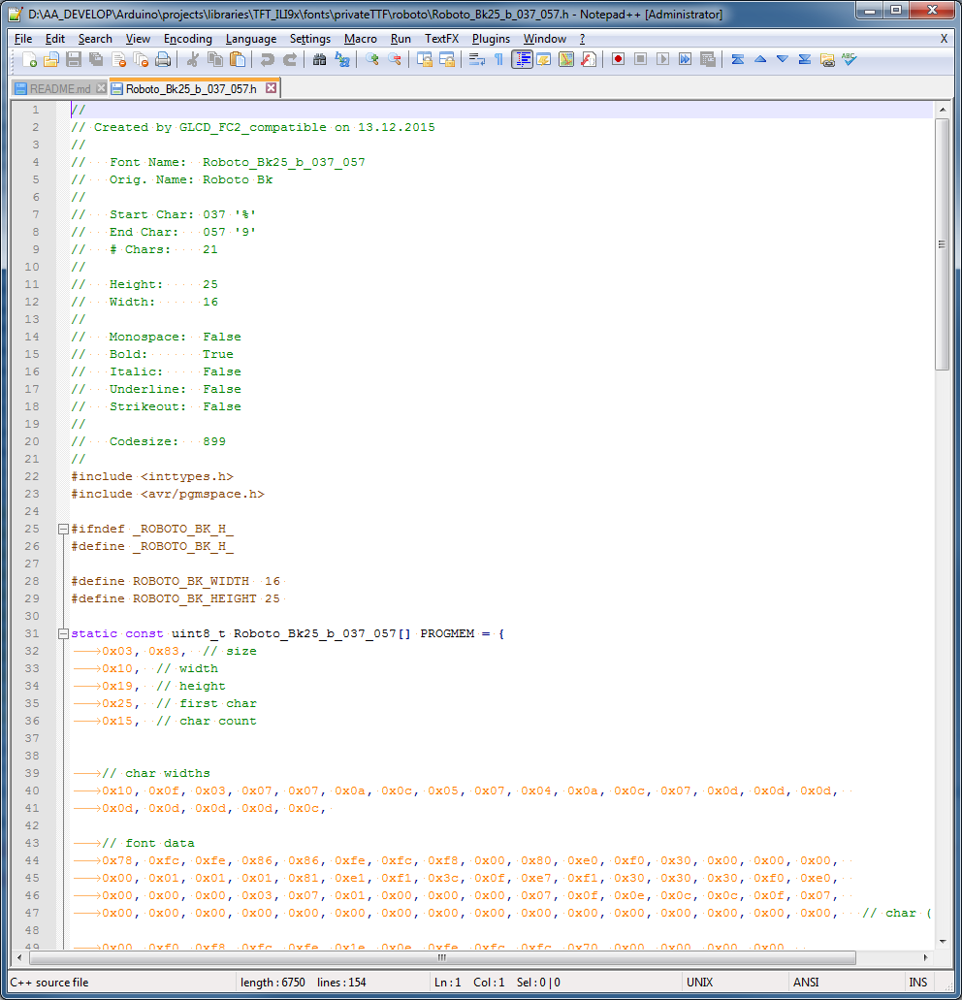 D:\AA_DEVELOP\Arduino\projects\libraries\TFT_ILI9x\fonts\privateTTF\roboto\Roboto_Bk25_b_037_057.h - Notepad++ [Administrator]
File Edit Search View Encoding Language Settings Macro Run TextFX Plugins Window ? X
README.md Roboto_Bk25_b_037_057.h
1 //
2 // Created by GLCD_FC2_compatible on 13.12.2015
3 //
4 // Font Name: Roboto_Bk25_b_037_057
5 // Orig. Name: Roboto Bk
6 //
7 // Start Char: 037 '%'
8 // End Char: 057 '9'
9 // # Chars: 21
10 //
11 // Height: 25
12 // Width: 16
13 //
14 // Monospace: False
15 // Bold: True
16 // Italic: False
17 // Underline: False
18 // Strikeout: False
19 //
20 // Codesize: 899
21 //
22 #include <inttypes.h>
23 #include <avr/pgmspace.h>
24
25 #ifndef _ROBOTO_BK_H_
26 #define _ROBOTO_BK_H_
27
28 #define ROBOTO_BK_WIDTH 16
29 #define ROBOTO_BK_HEIGHT 25
30
31 static const uint8_t Roboto_Bk25_b_037_057[] PROGMEM = {
32 0x03, 0x83, // size
33 0x10, // width
34 0x19, // height
35 0x25, // first char
36 0x15, // char count
37
38
39 // char widths
40 0x10, 0x0f, 0x03, 0x07, 0x07, 0x0a, 0x0c, 0x05, 0x07, 0x04, 0x0a, 0x0c, 0x07, 0x0d, 0x0d, 0x0d,
41 0x0d, 0x0d, 0x0d, 0x0d, 0x0c,
42
43 // font data
44 0x78, 0xfc, 0xfe, 0x86, 0x86, 0xfe, 0xfc, 0xf8, 0x00, 0x80, 0xe0, 0xf0, 0x30, 0x00, 0x00, 0x00,
45 0x00, 0x01, 0x01, 0x01, 0x81, 0xe1, 0xf1, 0x3c, 0x0f, 0xe7, 0xf1, 0x30, 0x30, 0x30, 0xf0, 0xe0,
46 0x00, 0x00, 0x00, 0x03, 0x07, 0x01, 0x00, 0x00, 0x00, 0x07, 0x0f, 0x0e, 0x0c, 0x0c, 0x0f, 0x07,
47 0x00, 0x00, 0x00, 0x00, 0x00, 0x00, 0x00, 0x00, 0x00, 0x00, 0x00, 0x00, 0x00, 0x00, 0x00, 0x00, // char (
48
49 0x00, 0xf0, 0xf8, 0xfc, 0xfe, 0x1e, 0x0e, 0xfe, 0xfc, 0xfc, 0x70, 0x00, 0x00, 0x00, 0x00,
C++ source file length : 6750 lines : 154 Ln : 1 Col : 1 Sel : 0 | 0 UNIX ANSI INS